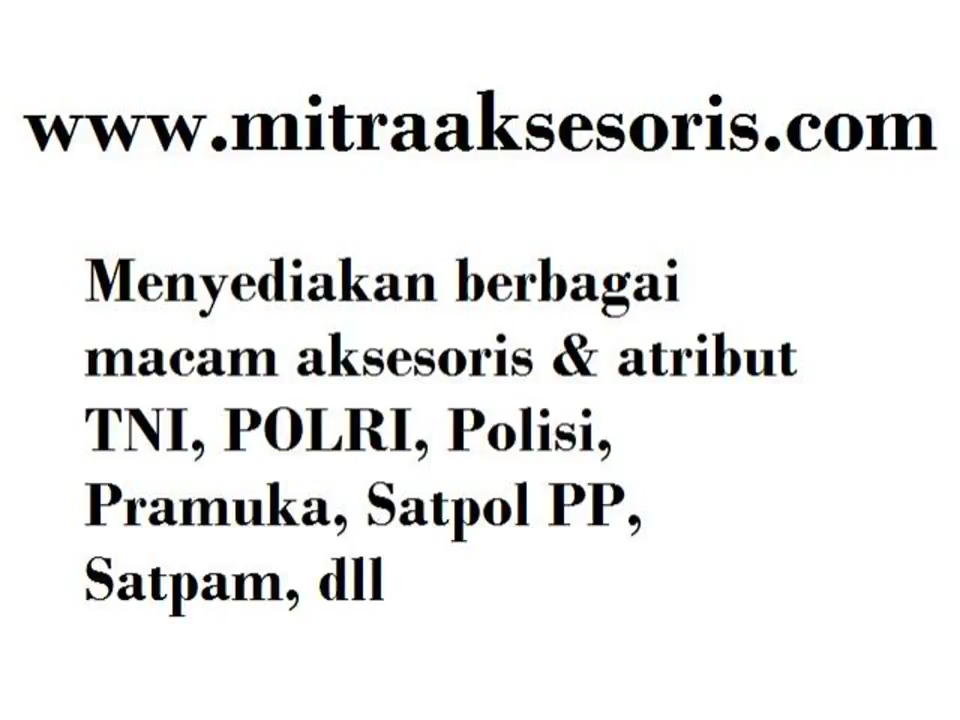 www.mitraaksesoris.com
Menyediakan berbagai
macam aksesoris & atribut
TNI, POLRI, Polisi,
Pramuka, Satpol PP,
Satpam, dll